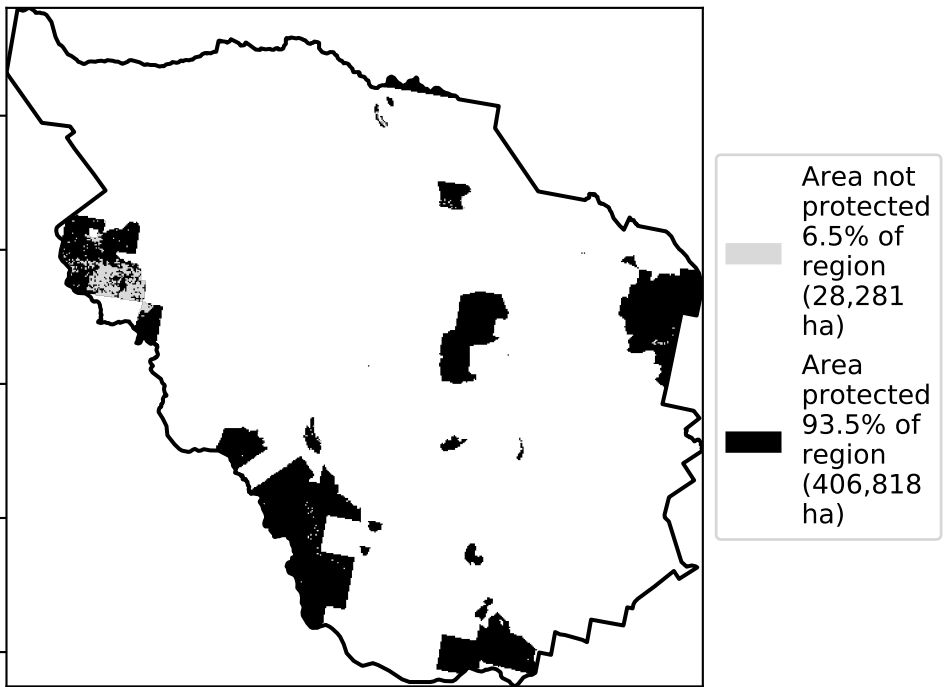 Area not
protected
6.5% of
region
(28,281
ha)
Area
protected
93.5% of
region
(406,818
ha)